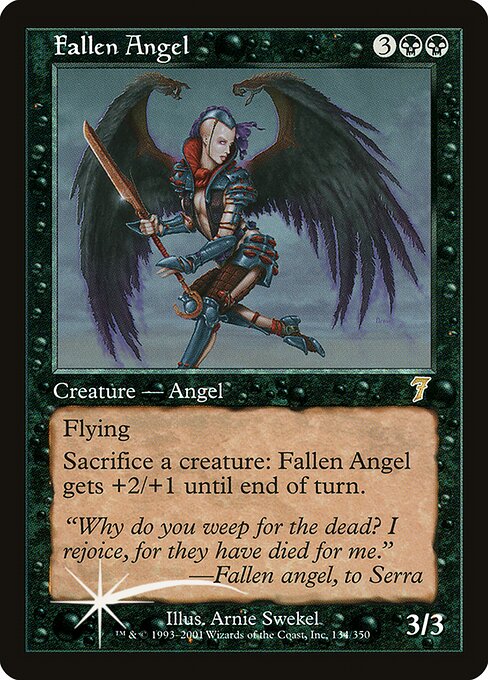 Fallen Angel 3
Creature — Angel 7
Flying
Sacrifice a creature: Fallen Angel
gets +2/+1 until end of turn.
“Why do you weep for the dead? I
rejoice, for they have died for me.”
—Fallen angel, to Serra
Illus. Arnie Swekel.
™ & © 1993–2001 Wizards of the Coast, Inc. 134/350
3/3